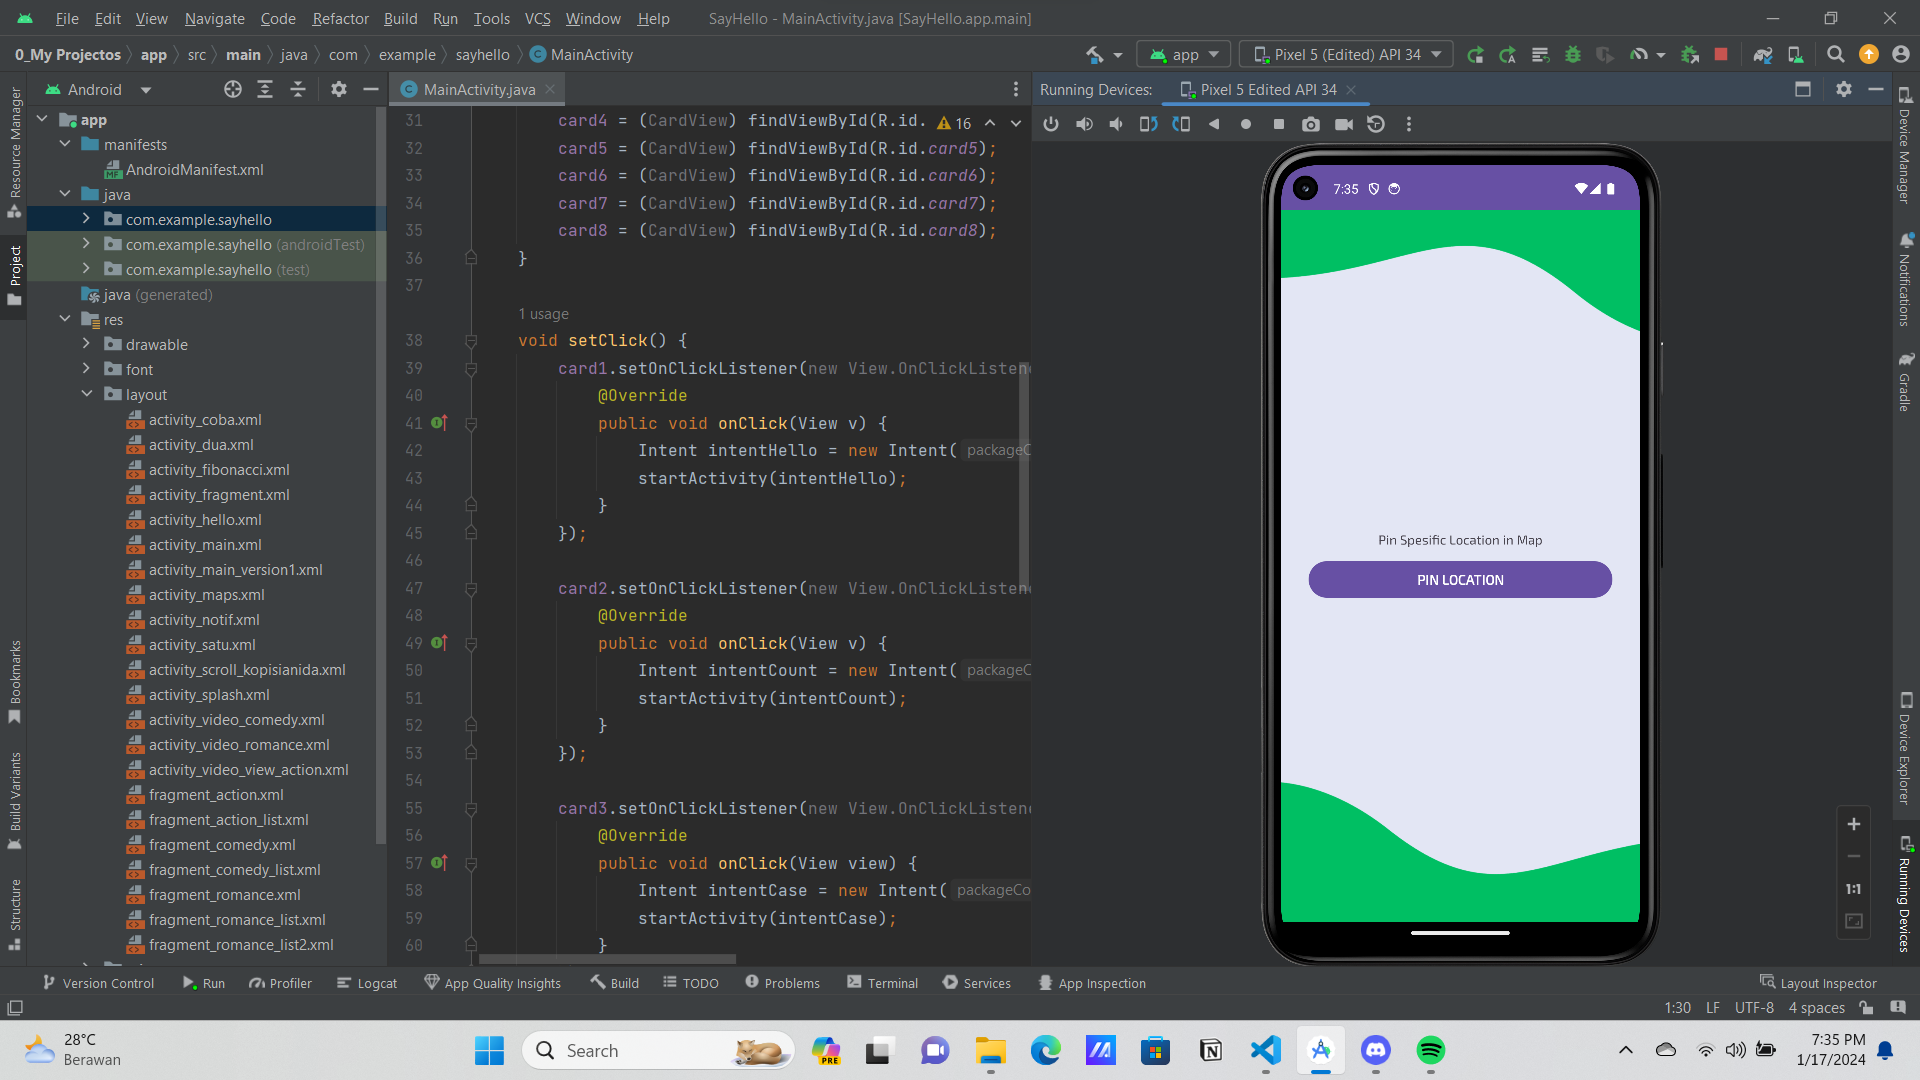 File Edit View Navigate Code Refactor Build Run Tools VCS Window Help SayHello - MainActivity.java [SayHello.app.main]
0_My Projectos app src main java com example sayhello MainActivity app Pixel 5 (Edited) API 34
Android
MainActivity.java
Running Devices: Pixel 5 Edited API 34
Resource Manager
Project
Bookmarks
Build Variants
Structure
app
manifests
AndroidManifest.xml
java
com.example.sayhello
com.example.sayhello (androidTest)
com.example.sayhello (test)
java (generated)
res
drawable
font
layout
activity_coba.xml
activity_dua.xml
activity_fibonacci.xml
activity_fragment.xml
activity_hello.xml
activity_main.xml
activity_main_version1.xml
activity_maps.xml
activity_notif.xml
activity_satu.xml
activity_scroll_kopisianida.xml
activity_splash.xml
activity_video_comedy.xml
activity_video_romance.xml
activity_video_view_action.xml
fragment_action.xml
fragment_action_list.xml
fragment_comedy.xml
fragment_comedy_list.xml
fragment_romance.xml
fragment_romance_list.xml
fragment_romance_list2.xml
31 card4 = (CardView) findViewById(R.id. 16
32 card5 = (CardView) findViewById(R.id.card5);
33 card6 = (CardView) findViewById(R.id.card6);
34 card7 = (CardView) findViewById(R.id.card7);
35 card8 = (CardView) findViewById(R.id.card8);
36 }
37
1 usage
38 void setClick() {
39 card1.setOnClickListener(new View.OnClickListene
40 @Override
41 public void onClick(View v) {
42 Intent intentHello = new Intent( packageC
43 startActivity(intentHello);
44 }
45 });
46
47 card2.setOnClickListener(new View.OnClickListene
48 @Override
49 public void onClick(View v) {
50 Intent intentCount = new Intent( packageC
51 startActivity(intentCount);
52 }
53 });
54
55 card3.setOnClickListener(new View.OnClickListene
56 @Override
57 public void onClick(View view) {
58 Intent intentCase = new Intent( packageCo
59 startActivity(intentCase);
60 }
7:35
Pin Spesific Location in Map
PIN LOCATION
1:1
Device Manager
Notifications
Gradle
Device Explorer
Running Devices
Version Control Run Profiler Logcat App Quality Insights Build TODO Problems Terminal Services App Inspection Layout Inspector
1:30 LF UTF-8 4 spaces
28°C
Berawan
Search
PRE
7:35 PM
1/17/2024